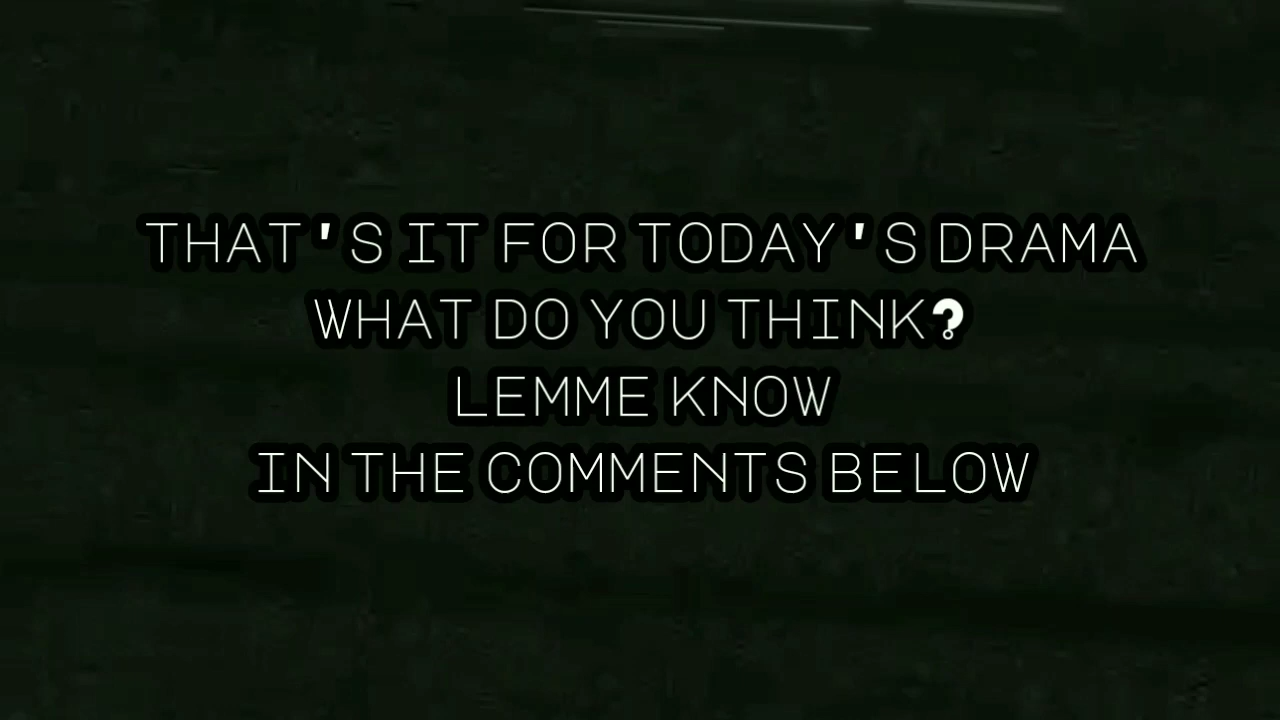 THAT'S IT FOR TODAY'S DRAMA
WHAT DO YOU THINK?
LEMME KNOW
IN THE COMMENTS BELOW